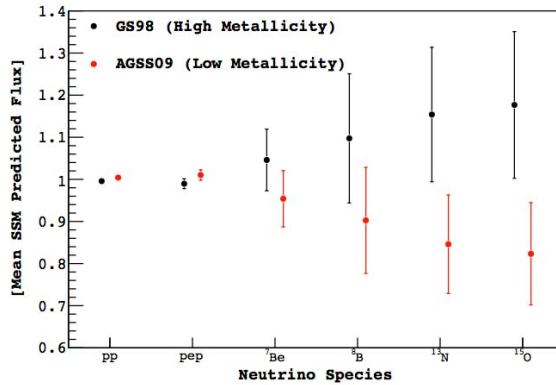 1.4
GS98 (High Metallicity)
1.3
AGSS09 (Low Metallicity)
1.2
1.1
1
0.9
0.8
0.7
0.6
[Mean SSM Predicted Flux]
pp
pep
⁷Be
⁸B
¹³N
¹⁵O
Neutrino Species